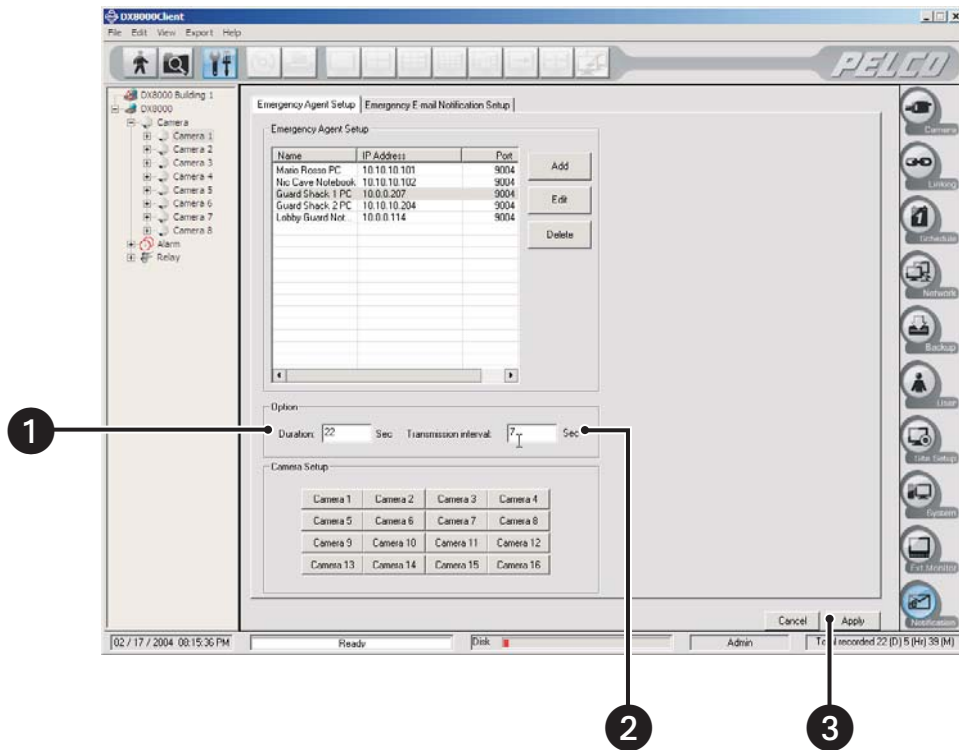 DX8000Client
File Edit View Export Help
PELCO
DX8000 Building 1
DX8000
Camera
Camera 1
Camera 2
Camera 3
Camera 4
Camera 5
Camera 6
Camera 7
Camera 8
Alarm
Relay
Emergency Agent Setup Emergency E-mail Notification Setup
Emergency Agent Setup
Name IP Address Port
Mario Rosso PC 10.10.10.101 9004
Nic Cave Notebook 10.10.10.102 9004
Guard Shack 1 PC 10.0.0.207 9004
Guard Shack 2 PC 10.10.10.204 9004
Lobby Guard Not... 10.0.0.114 9004
Add
Edit
Delete
Option
Duration: 22 Sec Transmission interval: 7 Sec
Camera Setup
Camera 1 Camera 2 Camera 3 Camera 4
Camera 5 Camera 6 Camera 7 Camera 8
Camera 9 Camera 10 Camera 11 Camera 12
Camera 13 Camera 14 Camera 15 Camera 16
Camera
Linking
Schedule
Network
Backup
User
Site Setup
System
Ext Monitor
Notification
Cancel Apply
02 / 17 / 2004 08:15:36 PM Ready Disk Admin Total recorded 22 (D) 5 (Hr) 39 (M)
1
2
3